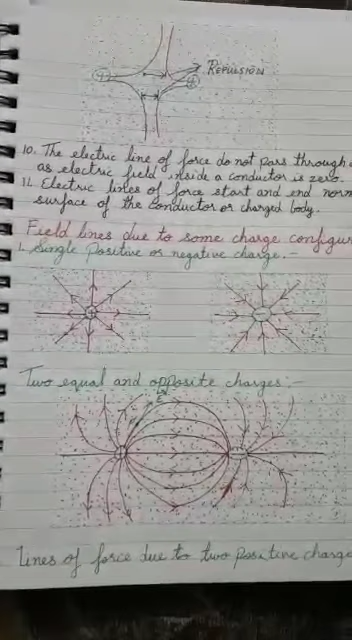 REPULSION
10. The electric line of force do not pass through
as electric field inside a conductor is zero.
11. Electric lines of force start and end norm
surface of the conductor or charged body.
Field lines due to some charge configur
1. Single Positive or negative charge.-
Two equal and opposite charges:-
E
Lines of force due to two positive charge